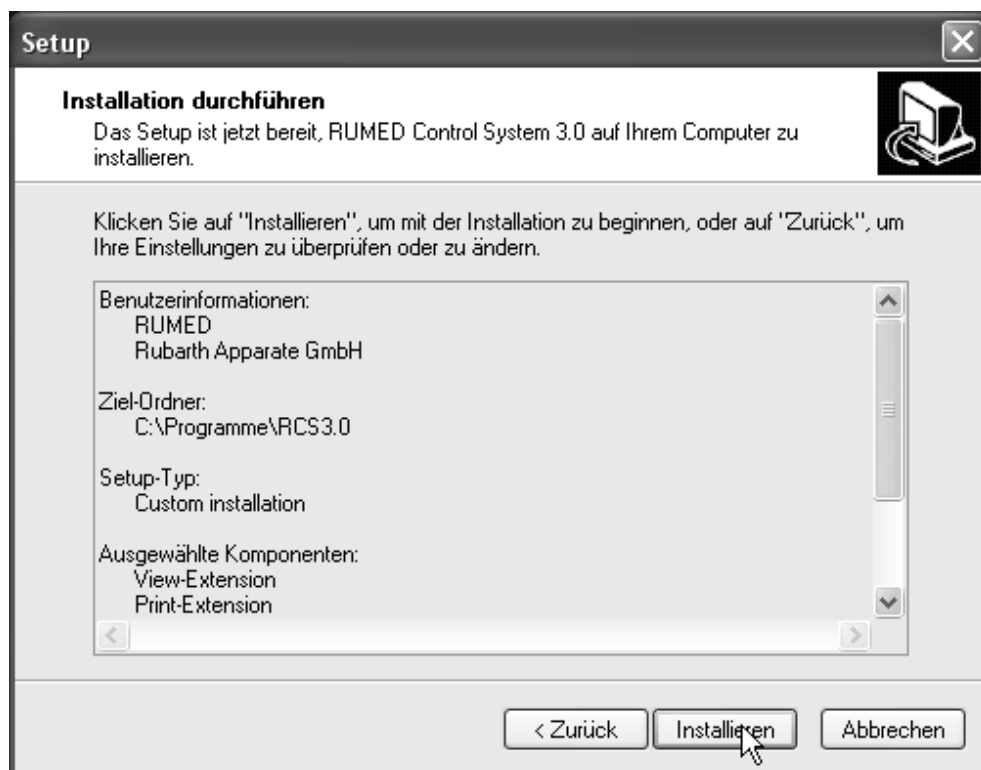 Setup
Installation durchführen
Das Setup ist jetzt bereit, RUMED Control System 3.0 auf Ihrem Computer zu
installieren.
Klicken Sie auf "Installieren", um mit der Installation zu beginnen, oder auf "Zurück", um
Ihre Einstellungen zu überprüfen oder zu ändern.
Benutzerinformationen:
RUMED
Rubarth Apparate GmbH
Ziel-Ordner:
C:\Programme\RCS3.0
Setup-Typ:
Custom installation
Ausgewählte Komponenten:
View-Extension
Print-Extension
< Zurück
Installieren
Abbrechen